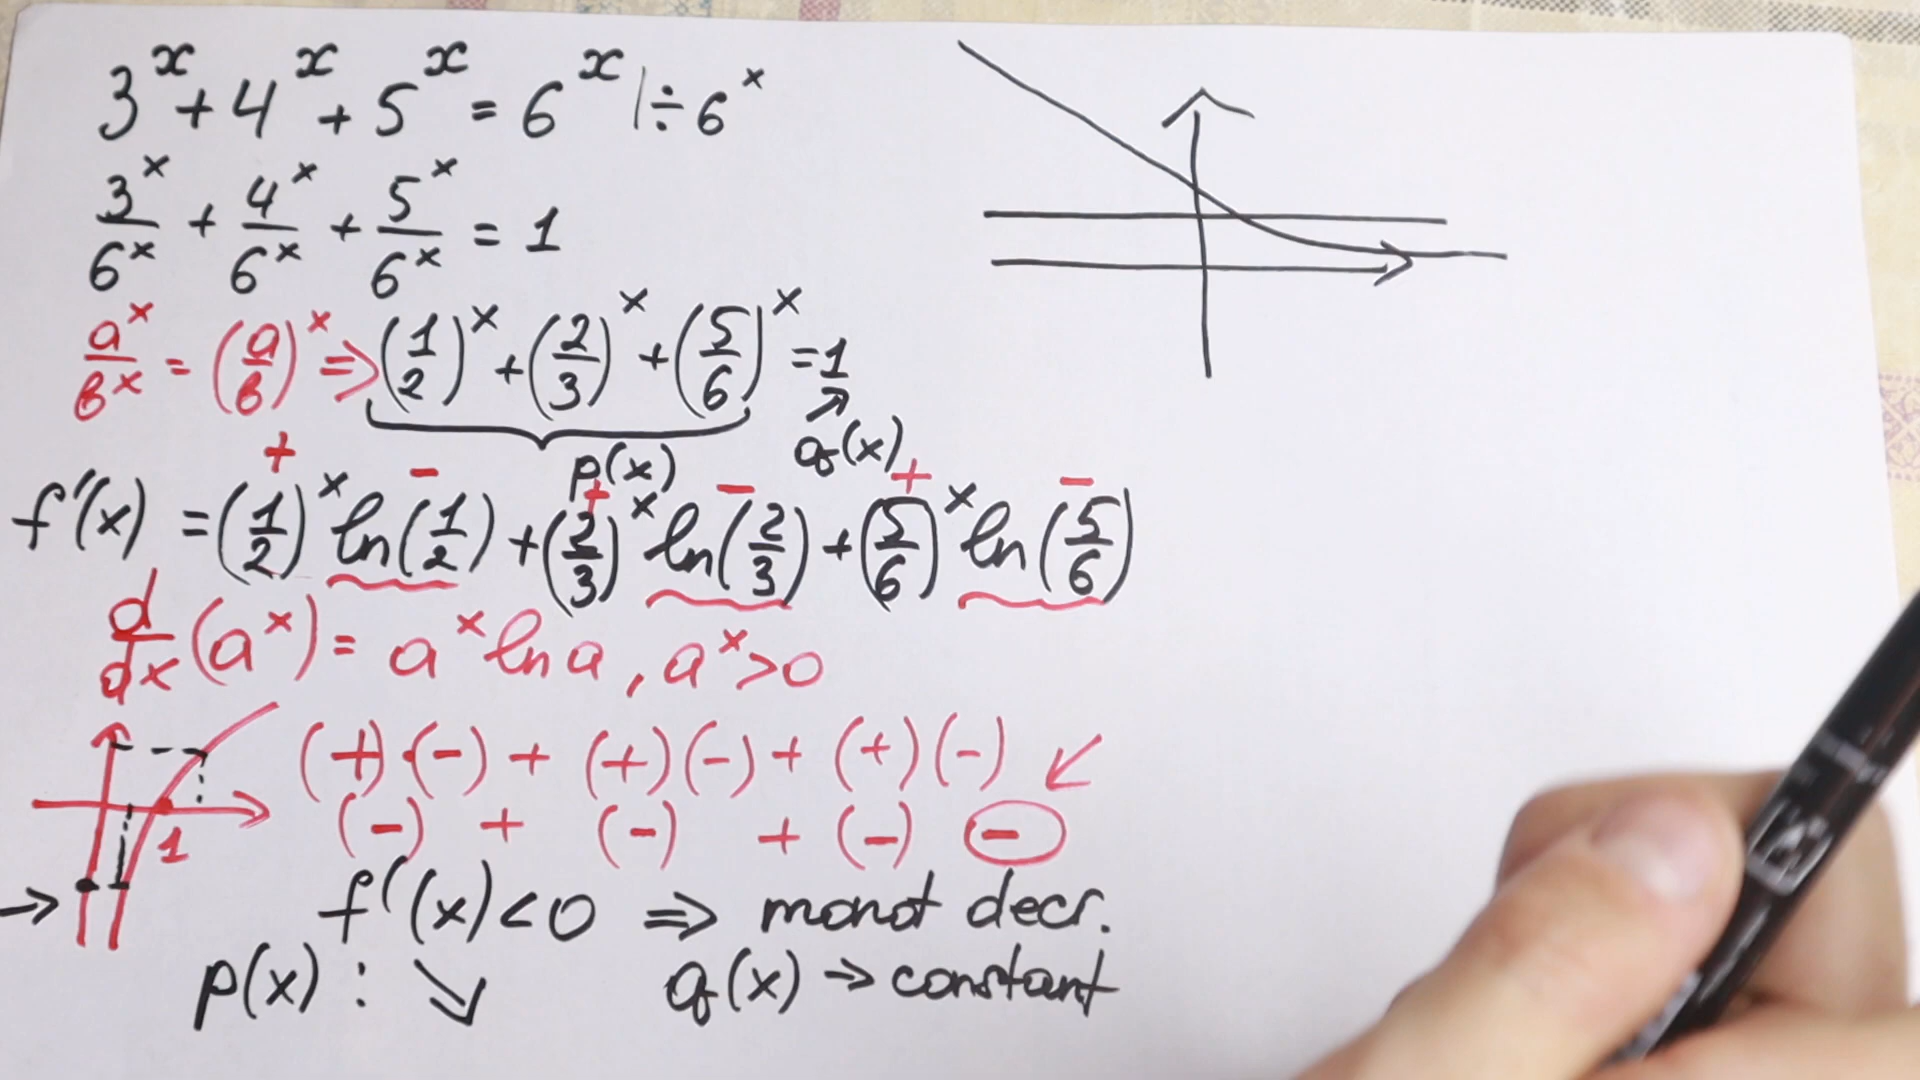 3^x + 4^x + 5^x = 6^x | ÷ 6^x
3^x/6^x + 4^x/6^x + 5^x/6^x = 1
a^x/b^x = (a/b)^x ⇒ (1/2)^x + (2/3)^x + (5/6)^x = 1
p(x) q(x)
+ - + - + -
f'(x) = (1/2)^x ln(1/2) + (2/3)^x ln(2/3) + (5/6)^x ln(5/6)
d/dx (a^x) = a^x ln a, a^x > 0
(+)·(-) + (+)(-) + (+)(-) ↙
(-) + (-) + (-) -
1
→ f'(x) < 0 ⇒ monot decr.
p(x) : ↘ q(x) → constant